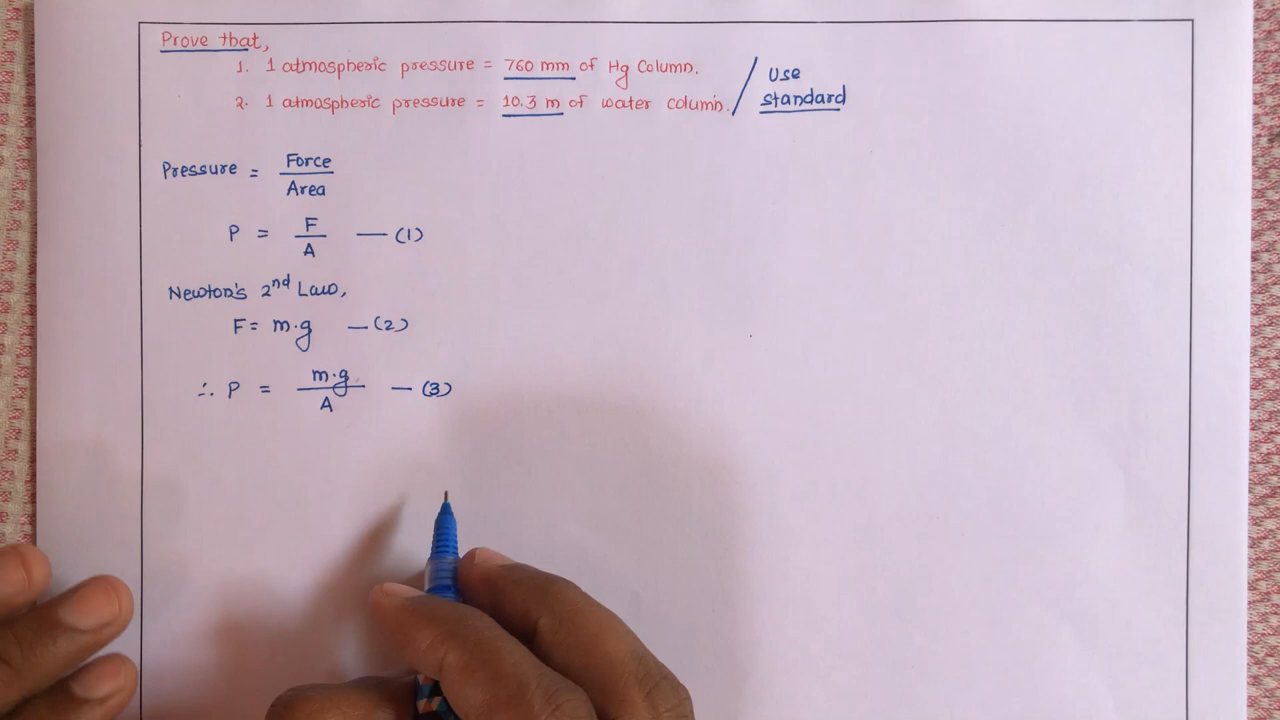 Prove that,
1. 1 atmospheric pressure = 760 mm of Hg Column.
2. 1 atmospheric pressure = 10.3 m of water column.
/ Use
standard
Pressure = Force / Area
P = F / A — (1)
Newton's 2nd Law,
F = m.g — (2)
∴ P = m.g / A — (3)